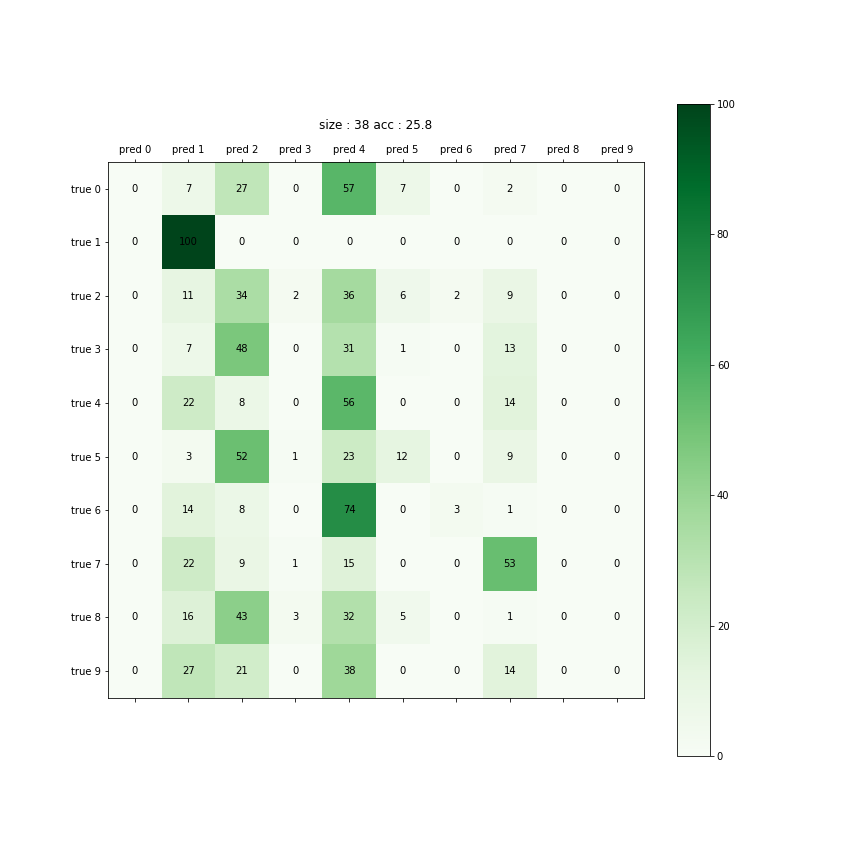 size : 38 acc : 25.8
pred 0 pred 1 pred 2 pred 3 pred 4 pred 5 pred 6 pred 7 pred 8 pred 9
true 0 0 7 27 0 57 7 0 2 0 0
true 1 0 100 0 0 0 0 0 0 0 0
true 2 0 11 34 2 36 6 2 9 0 0
true 3 0 7 48 0 31 1 0 13 0 0
true 4 0 22 8 0 56 0 0 14 0 0
true 5 0 3 52 1 23 12 0 9 0 0
true 6 0 14 8 0 74 0 3 1 0 0
true 7 0 22 9 1 15 0 0 53 0 0
true 8 0 16 43 3 32 5 0 1 0 0
true 9 0 27 21 0 38 0 0 14 0 0
100
80
60
40
20
0